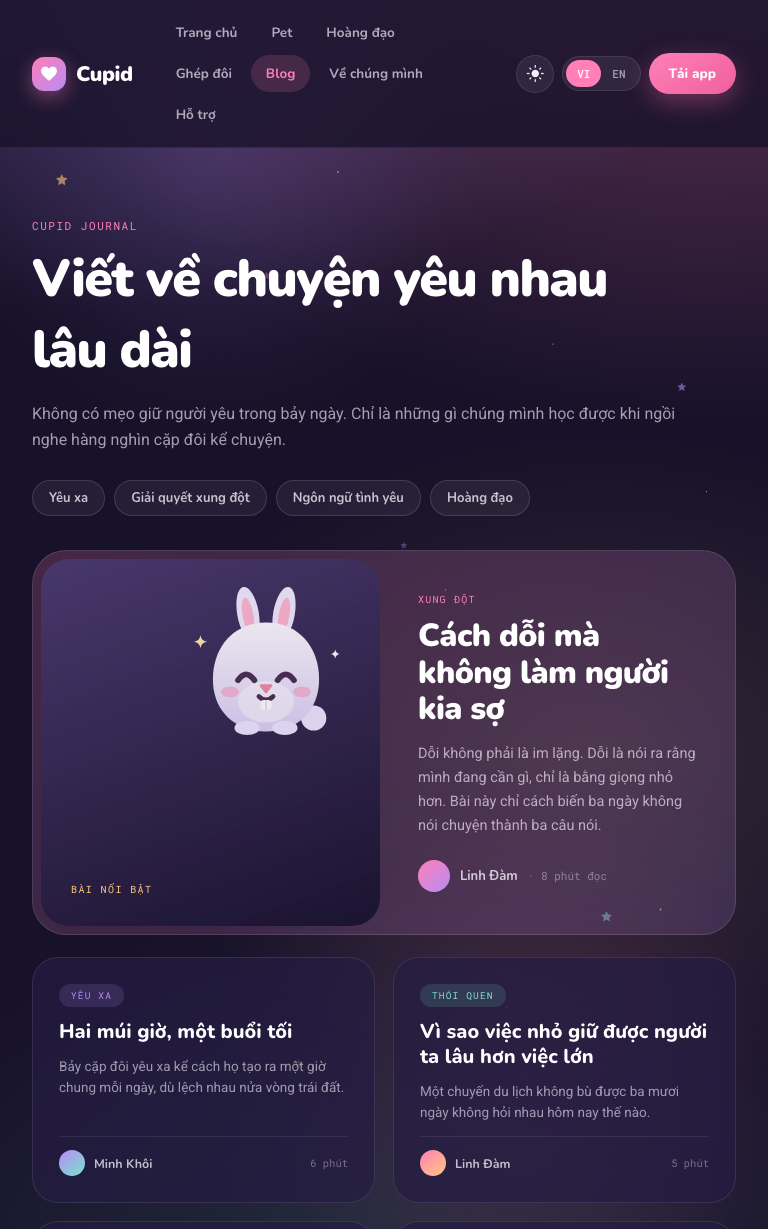 Cupid
Trang chủ
Pet
Hoàng đạo
Ghép đôi
Blog
Về chúng mình
Hỗ trợ
VI
EN
Tải app
CUPID JOURNAL
Viết về chuyện yêu nhau
lâu dài
Không có mẹo giữ người yêu trong bảy ngày. Chỉ là những gì chúng mình học được khi ngồi
nghe hàng nghìn cặp đôi kể chuyện.
Yêu xa
Giải quyết xung đột
Ngôn ngữ tình yêu
Hoàng đạo
BÀI NỔI BẬT
XUNG ĐỘT
Cách dỗi mà
không làm người
kia sợ
Dỗi không phải là im lặng. Dỗi là nói ra rằng
mình đang cần gì, chỉ là bằng giọng nhỏ
hơn. Bài này chỉ cách biến ba ngày không
nói chuyện thành ba câu nói.
Linh Đàm · 8 phút đọc
YÊU XA
Hai múi giờ, một buổi tối
Bảy cặp đôi yêu xa kể cách họ tạo ra một giờ
chung mỗi ngày, dù lệch nhau nửa vòng trái đất.
Minh Khôi
6 phút
THÓI QUEN
Vì sao việc nhỏ giữ được người
ta lâu hơn việc lớn
Một chuyến du lịch không bù được ba mươi
ngày không hỏi nhau hôm nay thế nào.
Linh Đàm
5 phút